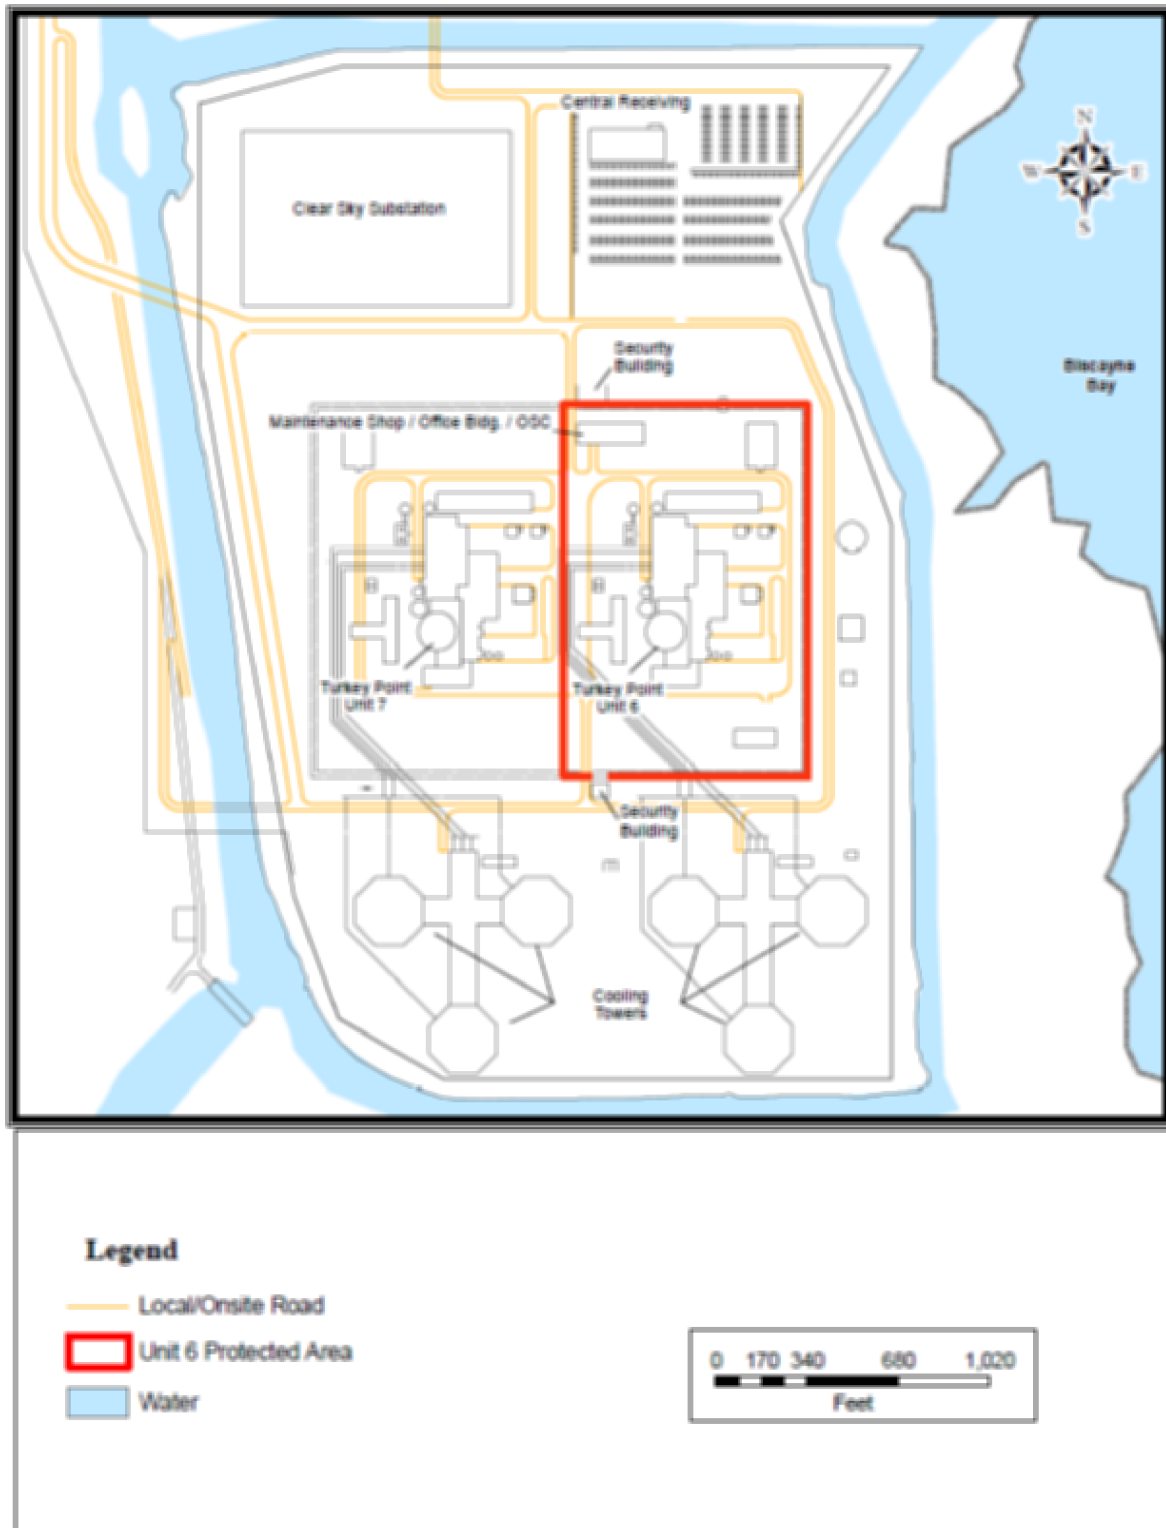 Central Receiving
N
W E
S
Clear Sky Substation
Security
Building
Biscayne
Bay
Maintenance Shop / Office Bldg. / OSC
Turkey Point
Unit 7
Turkey Point
Unit 6
Security
Building
Cooling
Towers
Legend
Local/Onsite Road
Unit 6 Protected Area
Water
0 170 340 680 1,020
Feet